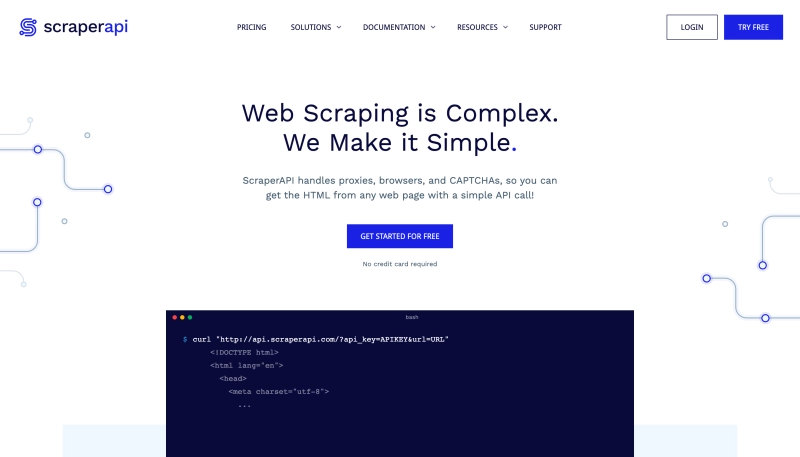 scraperapi
PRICING
SOLUTIONS
DOCUMENTATION
RESOURCES
SUPPORT
LOGIN
TRY FREE
Web Scraping is Complex.
We Make it Simple.
ScraperAPI handles proxies, browsers, and CAPTCHAs, so you can
get the HTML from any web page with a simple API call!
GET STARTED FOR FREE
No credit card required
bash
$ curl "http://api.scraperapi.com/?api_key=APIKEY&url=URL"
<!DOCTYPE html>
<html lang="en">
<head>
<meta charset="utf-8">
...